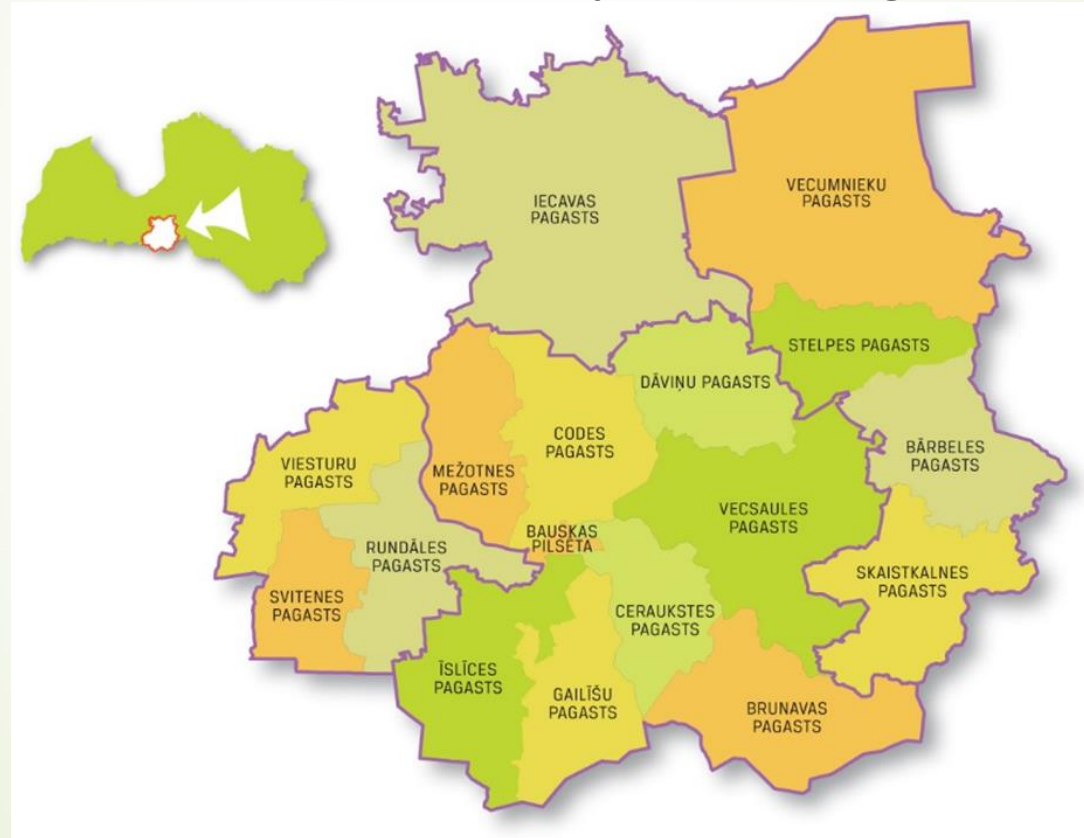 IECAVAS
PAGASTS
VECUMNIEKU
PAGASTS
STELPES PAGASTS
DĀVIŅU PAGASTS
BĀRBELES
PAGASTS
CODES
PAGASTS
MEŽOTNES
PAGASTS
VIESTURU
PAGASTS
VECSAULES
PAGASTS
BAUSKAS
PILSĒTA
RUNDĀLES
PAGASTS
SKAISTKALNES
PAGASTS
SVITENES
PAGASTS
CERAUKSTES
PAGASTS
ĪSLĪCES
PAGASTS
GAILĪŠU
PAGASTS
BRUNAVAS
PAGASTS